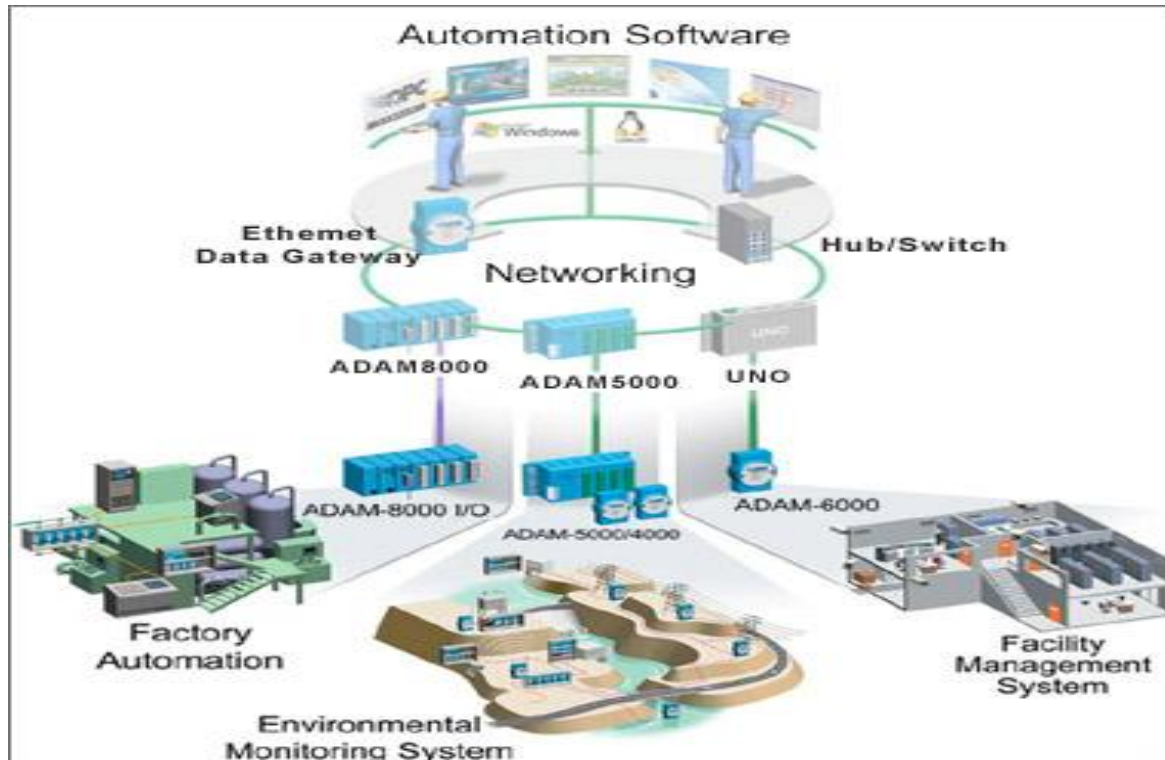 Automation Software
OPC
Windows
Ethemet
Data Gateway
Hub/Switch
Networking
UNO
ADAM8000
ADAM5000
UNO
ADAM-8000 I/O
ADAM-5000/4000
ADAM-6000
Factory
Automation
Facility
Management
System
Environmental
Monitoring System